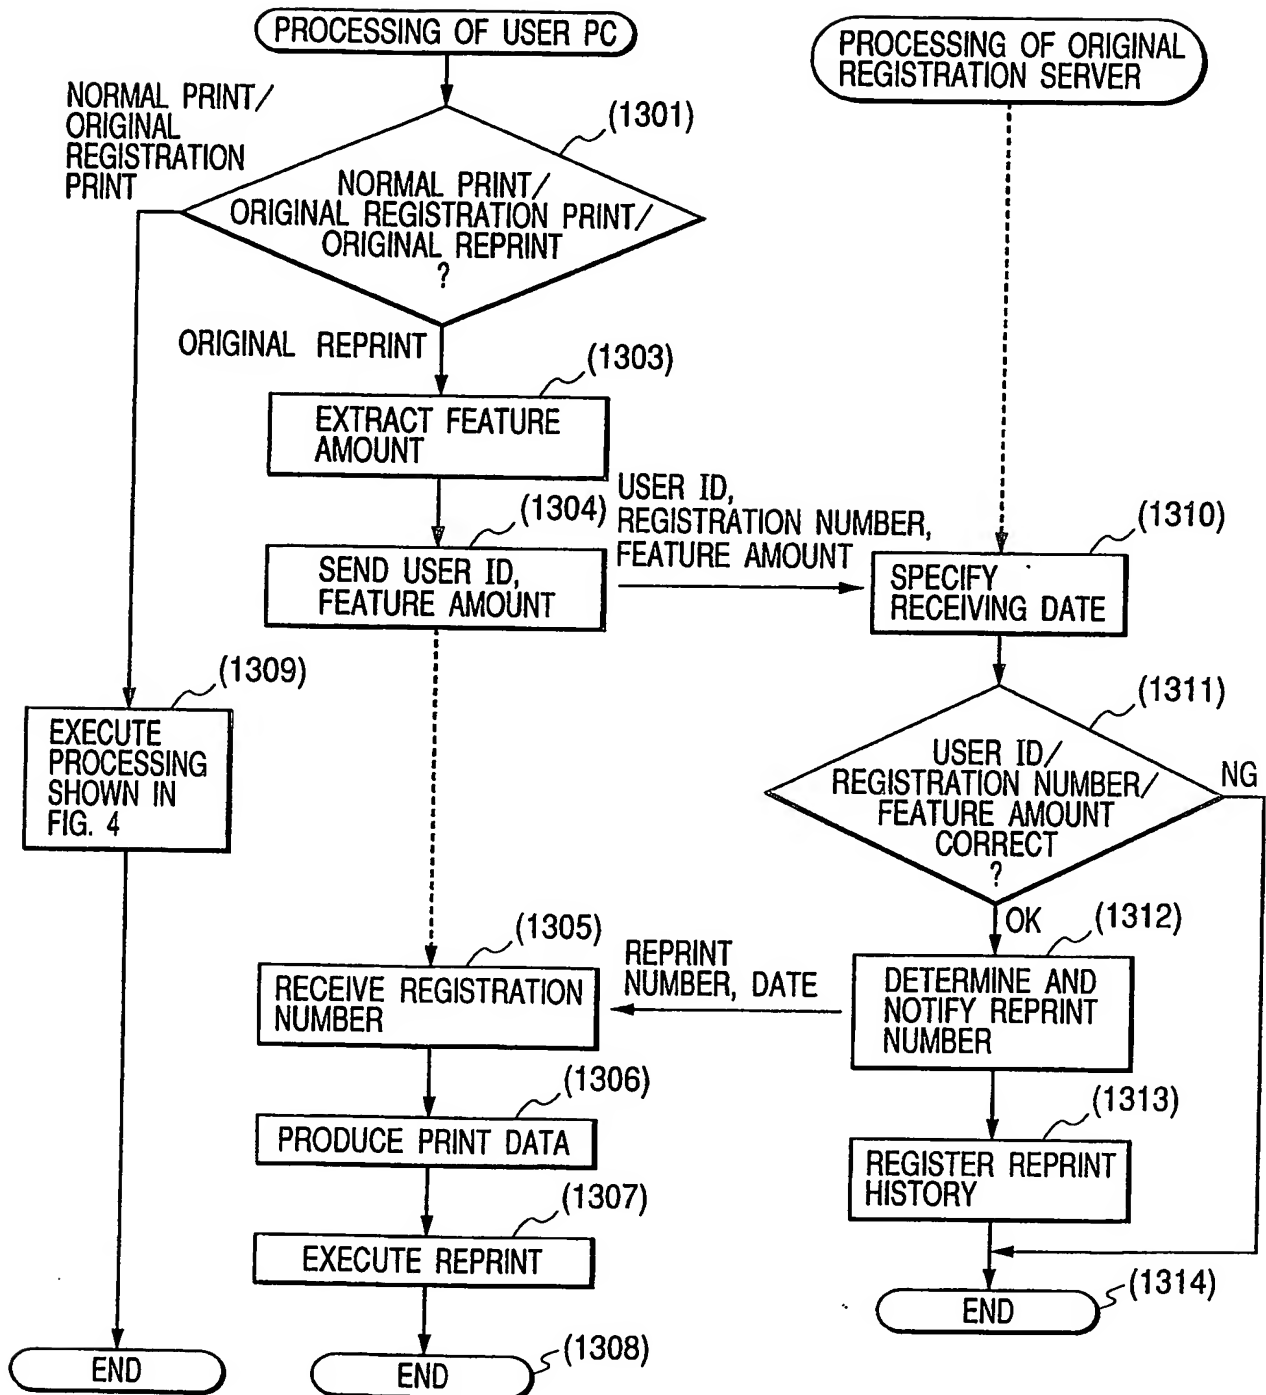 PROCESSING OF USER PC
PROCESSING OF ORIGINAL
REGISTRATION SERVER
NORMAL PRINT/
ORIGINAL
REGISTRATION
PRINT
(1301)
NORMAL PRINT/
ORIGINAL REGISTRATION PRINT/
ORIGINAL REPRINT
?
ORIGINAL REPRINT
(1303)
EXTRACT FEATURE
AMOUNT
(1304)
SEND USER ID,
FEATURE AMOUNT
USER ID,
REGISTRATION NUMBER,
FEATURE AMOUNT
(1310)
SPECIFY
RECEIVING DATE
(1309)
EXECUTE
PROCESSING
SHOWN IN
FIG. 4
(1311)
USER ID/
REGISTRATION NUMBER/
FEATURE AMOUNT
CORRECT
?
NG
OK
(1305)
RECEIVE REGISTRATION
NUMBER
REPRINT
NUMBER, DATE
(1312)
DETERMINE AND
NOTIFY REPRINT
NUMBER
(1306)
PRODUCE PRINT DATA
(1313)
REGISTER REPRINT
HISTORY
(1307)
EXECUTE REPRINT
END
(1314)
END
END
(1308)